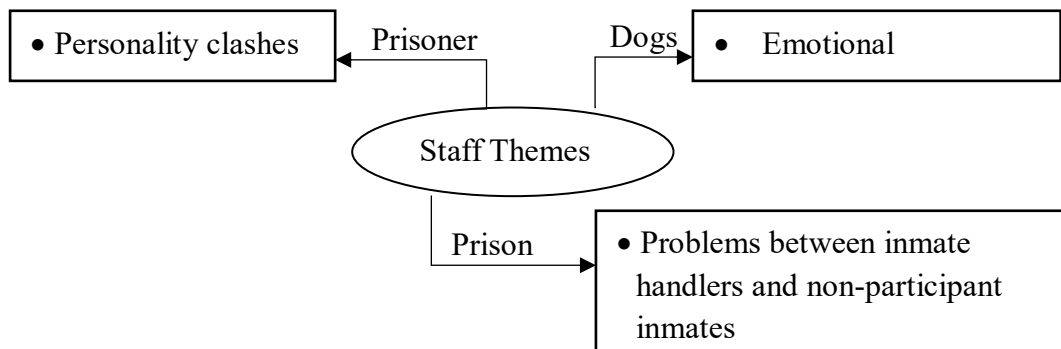 • Personality clashes
Prisoner
Dogs
• Emotional
Staff Themes
Prison
• Problems between inmate
handlers and non-participant
inmates